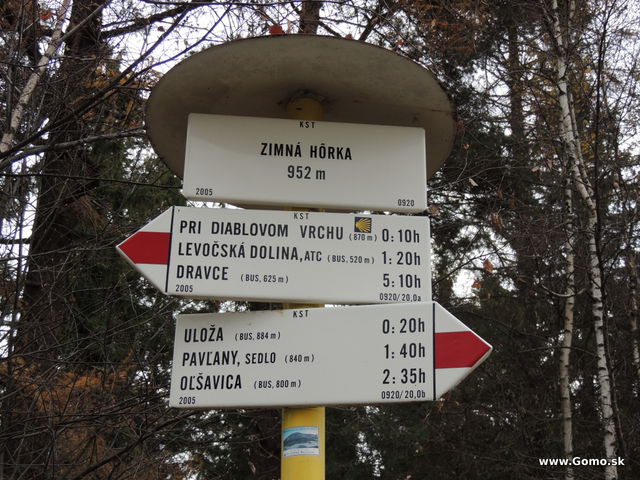 KST
ZIMNÁ HÔRKA
952 m
2005 0920
KST
PRI DIABLOVOM VRCHU (870 m) 0:10h
LEVOČSKÁ DOLINA, ATC (BUS, 520 m) 1:20h
DRAVCE (BUS, 625 m) 5:10h
2005 0920/20,0a
KST
ULOŽA (BUS, 884 m) 0:20h
PAVĽANY, SEDLO (840 m) 1:40h
OĽŠAVICA (BUS, 800 m) 2:35h
2005 0920/20,0b
www.Gomo.sk